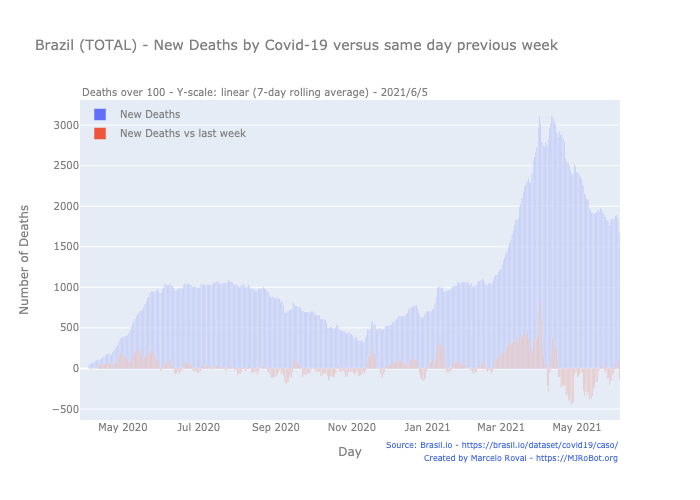 Brazil (TOTAL) - New Deaths by Covid-19 versus same day previous week
Deaths over 100 - Y-scale: linear (7-day rolling average) - 2021/6/5
New Deaths
New Deaths vs last week
3000
2500
2000
1500
1000
500
0
−500
Number of Deaths
May 2020
Jul 2020
Sep 2020
Nov 2020
Jan 2021
Mar 2021
May 2021
Day
Source: Brasil.io - https://brasil.io/dataset/covid19/caso/
Created by Marcelo Rovai - https://MJRoBot.org